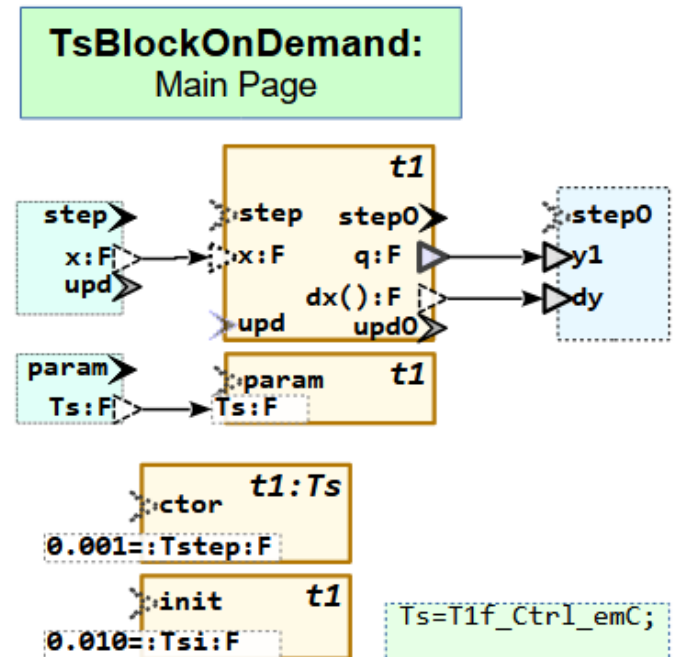 TsBlockOnDemand:
Main Page
t1
step
step
stepO
stepO
x:F
x:F
q:F
y1
upd
dx():F
dy
upd
updO
param
param
t1
Ts:F
Ts:F
t1:Ts
ctor
0.001=:Tstep:F
init
t1
Ts=T1f_Ctrl_emC;
0.010=:Tsi:F